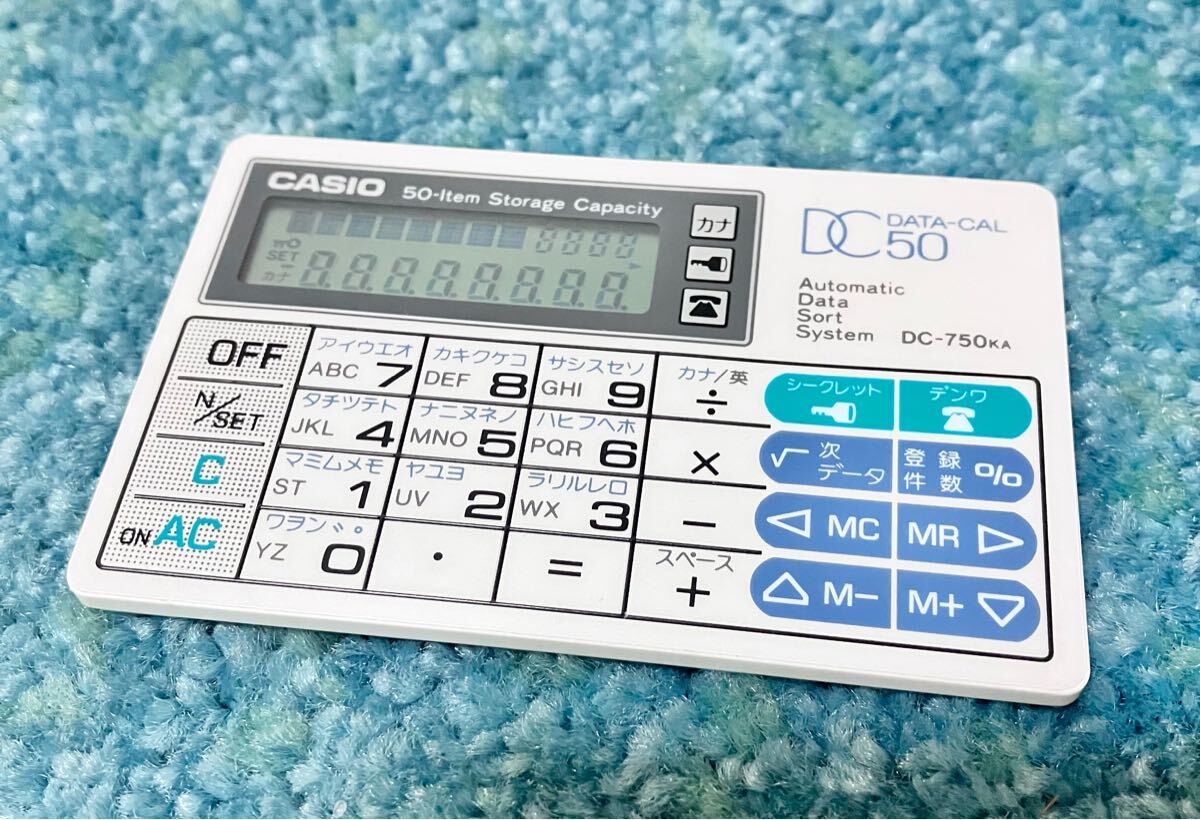 CASIO 50-Item Storage Capacity
カナ
SET
カナ
DC DATA-CAL
50
Automatic
Data
Sort
System DC-750KA
OFF
アイウエオ
ABC 7
カキクケコ
DEF 8
サシスセソ
GHI 9
カナ/英
÷
シークレット
デンワ
N/SET
タチツテト
JKL 4
ナニヌネノ
MNO 5
ハヒフヘホ
PQR 6
×
√ 次
データ
登録
件数 %
C
マミムメモ
ST 1
ヤユヨ
UV 2
ラリルレロ
WX 3
−
◁ MC
MR ▷
ON AC
ワヲン゛゜
YZ 0
·
=
スペース
+
△ M−
M+ ▽